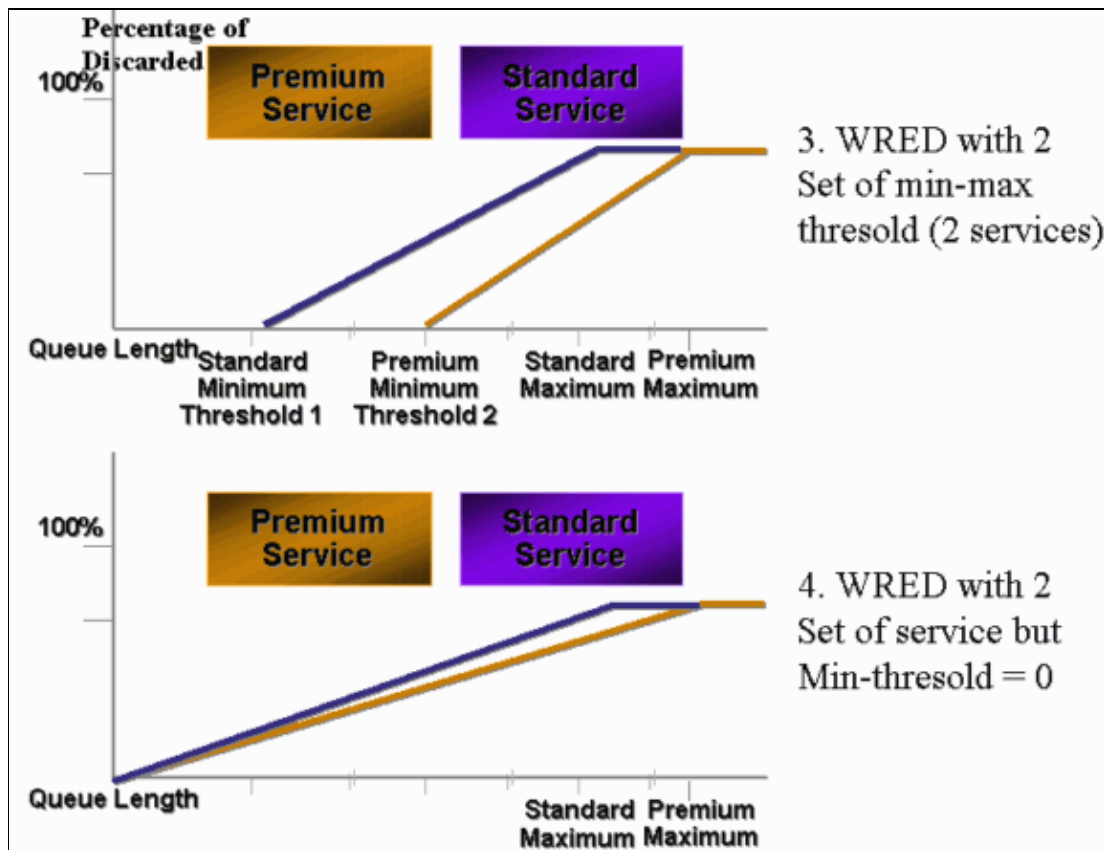 Percentage of
Discarded
100%
Premium
Service
Standard
Service
3. WRED with 2
Set of min-max
thresold (2 services)
Queue Length
Standard
Minimum
Threshold 1
Premium
Minimum
Threshold 2
Standard
Maximum
Premium
Maximum
100%
Premium
Service
Standard
Service
4. WRED with 2
Set of service but
Min-thresold = 0
Queue Length
Standard
Maximum
Premium
Maximum